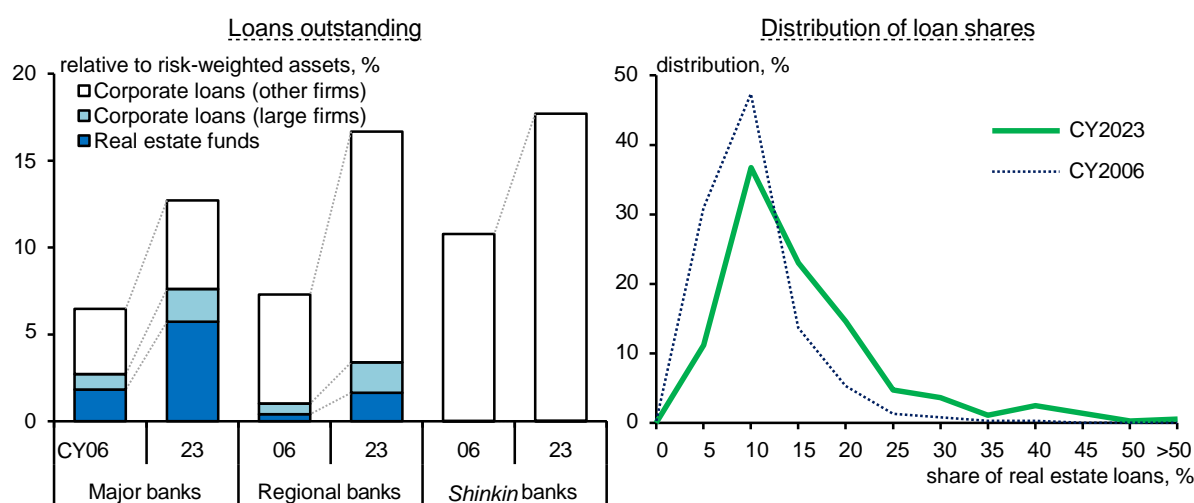 Loans outstanding
relative to risk-weighted assets, %
Corporate loans (other firms)
Corporate loans (large firms)
Real estate funds
20
15
10
5
0
CY06 23 06 23 06 23
Major banks Regional banks Shinkin banks
Distribution of loan shares
distribution, %
CY2023
CY2006
50
40
30
20
10
0
0 5 10 15 20 25 30 35 40 45 50 >50
share of real estate loans, %